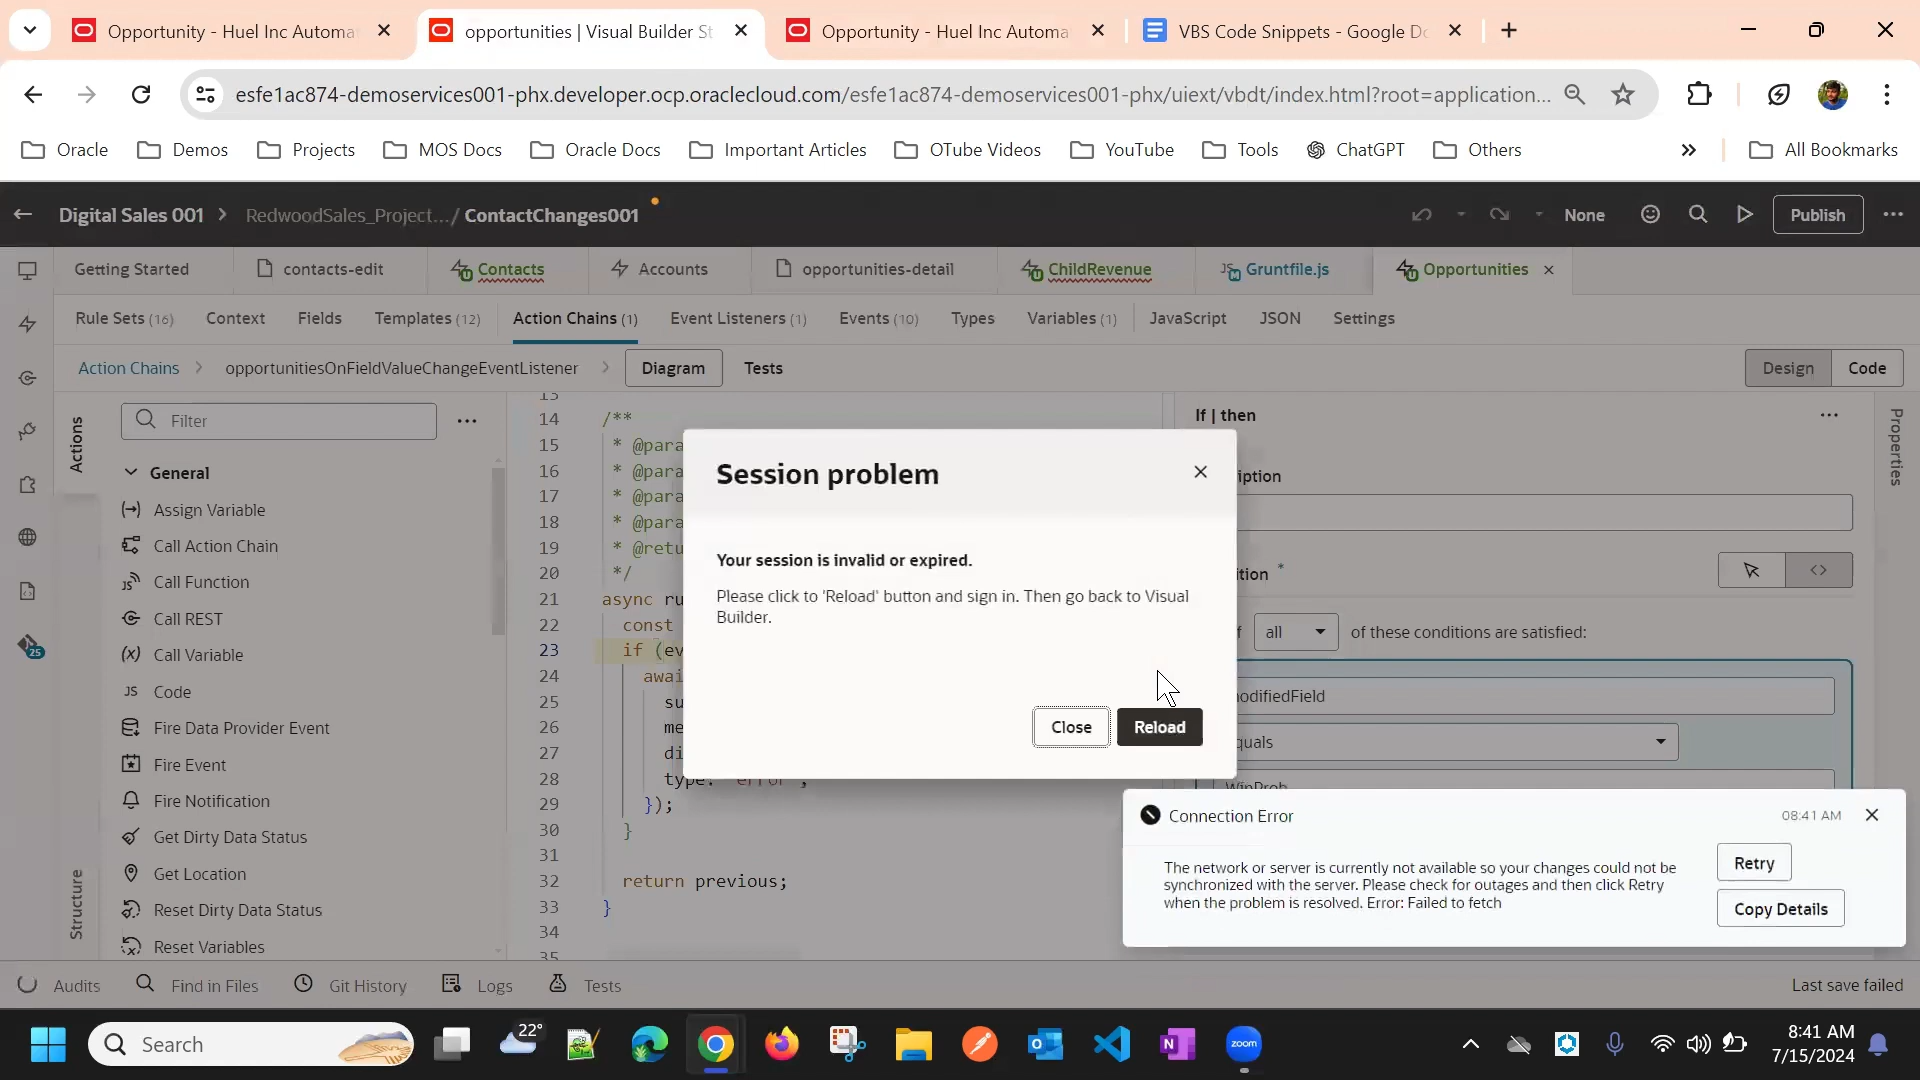 Opportunity - Huel Inc Automa
opportunities | Visual Builder St
Opportunity - Huel Inc Automa
VBS Code Snippets - Google Do
esfe1ac874-demoservices001-phx.developer.ocp.oraclecloud.com/esfe1ac874-demoservices001-phx/uiext/vbdt/index.html?root=application...
Oracle
Demos
Projects
MOS Docs
Oracle Docs
Important Articles
OTube Videos
YouTube
Tools
ChatGPT
Others
All Bookmarks
Digital Sales 001
RedwoodSales_Project.../ ContactChanges001
None
Publish
Getting Started
contacts-edit
Contacts
Accounts
opportunities-detail
ChildRevenue
JS Gruntfile.js
Opportunities
Rule Sets (16)
Context
Fields
Templates (12)
Action Chains (1)
Event Listeners (1)
Events (10)
Types
Variables (1)
JavaScript
JSON
Settings
Action Chains
opportunitiesOnFieldValueChangeEventListener
Diagram
Tests
Design
Code
Actions
Structure
Filter
General
Assign Variable
Call Action Chain
Call Function
Call REST
Call Variable
JS Code
Fire Data Provider Event
Fire Event
Fire Notification
Get Dirty Data Status
Get Location
Reset Dirty Data Status
Reset Variables
25
13
14 /**
15 * @para
16 * @para
17 * @para
18 * @para
19 * @retu
20 */
21 async ru
22 const
23 if (ev
24 awai
25 su
26 me
27 di
28 type: "error",
29 });
30 }
31
32 return previous;
33 }
34
35
Session problem
Your session is invalid or expired.
Please click to 'Reload' button and sign in. Then go back to Visual
Builder.
Close
Reload
If | then
Properties
iption
ition *
f all of these conditions are satisfied:
modifiedField
quals
WinProb
Connection Error
08:41 AM
The network or server is currently not available so your changes could not be
synchronized with the server. Please check for outages and then click Retry
when the problem is resolved. Error: Failed to fetch
Retry
Copy Details
Audits
Find in Files
Git History
Logs
Tests
Last save failed
Search
22°
zoom
8:41 AM
7/15/2024